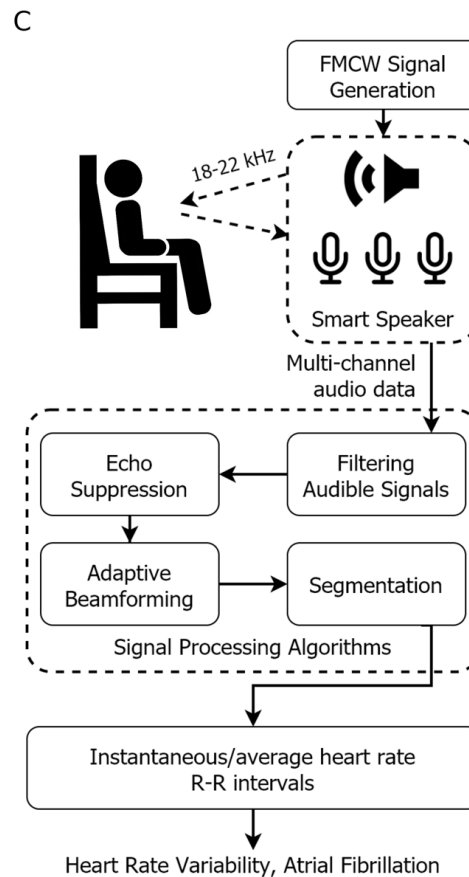 C
FMCW Signal
Generation
18-22 kHz
Smart Speaker
Multi-channel
audio data
Echo
Suppression
Filtering
Audible Signals
Adaptive
Beamforming
Segmentation
Signal Processing Algorithms
Instantaneous/average heart rate
R-R intervals
Heart Rate Variability, Atrial Fibrillation